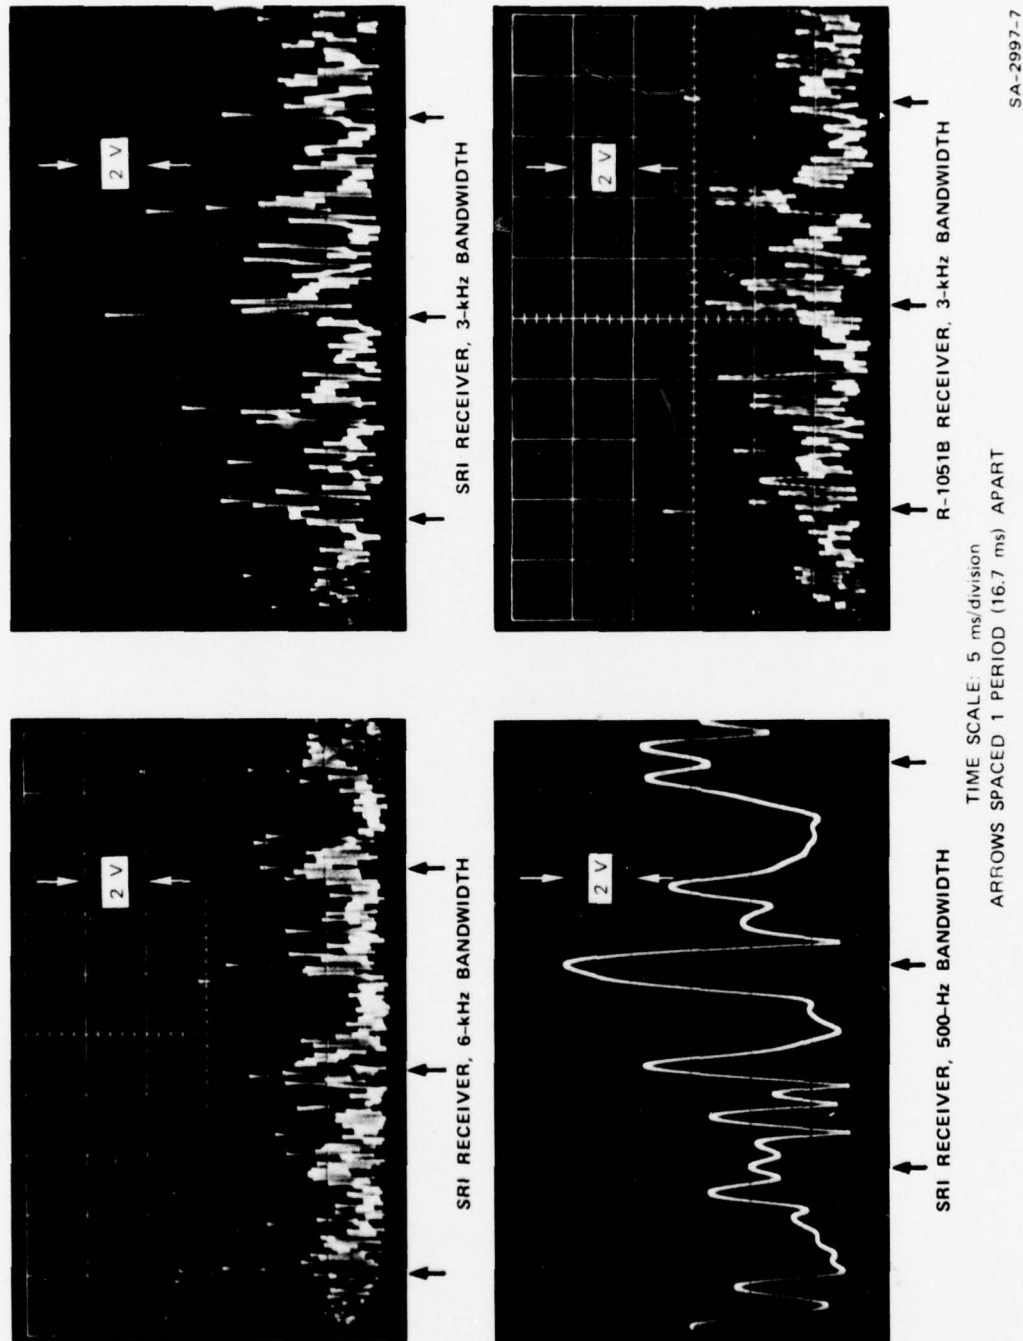 2 V
SRI RECEIVER, 6-kHz BANDWIDTH
2 V
SRI RECEIVER, 3-kHz BANDWIDTH
2 V
SRI RECEIVER, 500-Hz BANDWIDTH
2 V
R-1051B RECEIVER, 3-kHz BANDWIDTH
TIME SCALE: 5 ms/division
ARROWS SPACED 1 PERIOD (16.7 ms) APART
SA-2997-7